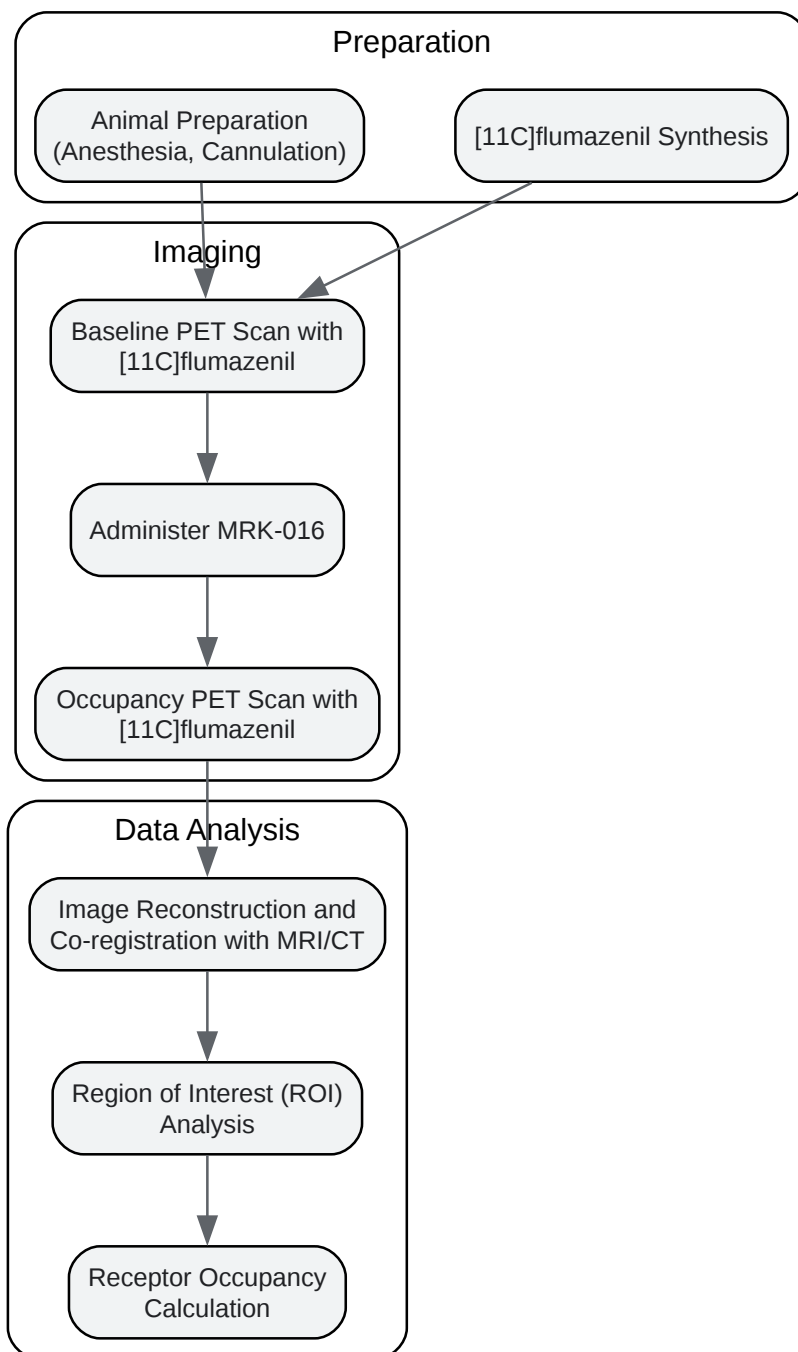 Preparation
Animal Preparation
(Anesthesia, Cannulation)
[11C]flumazenil Synthesis
Imaging
Baseline PET Scan with
[11C]flumazenil
Administer MRK-016
Occupancy PET Scan with
[11C]flumazenil
Data Analysis
Image Reconstruction and
Co-registration with MRI/CT
Region of Interest (ROI)
Analysis
Receptor Occupancy
Calculation